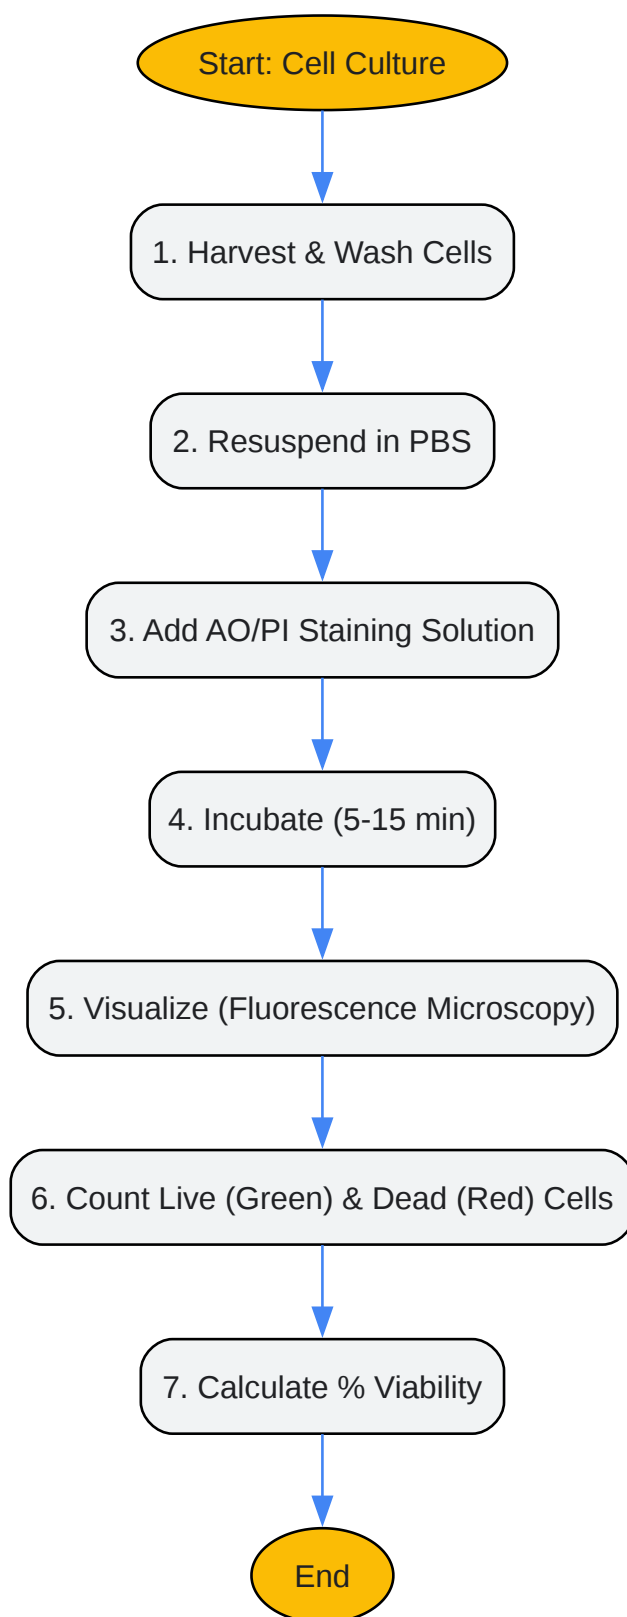 Start: Cell Culture
1. Harvest & Wash Cells
2. Resuspend in PBS
3. Add AO/PI Staining Solution
4. Incubate (5-15 min)
5. Visualize (Fluorescence Microscopy)
6. Count Live (Green) & Dead (Red) Cells
7. Calculate % Viability
End